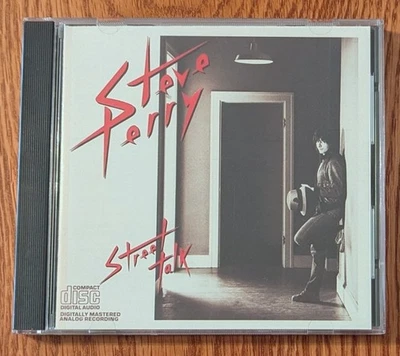 Steve
Perry
Street
talk
COMPACT
disc
DIGITAL AUDIO
DIGITALLY MASTERED
ANALOG RECORDING